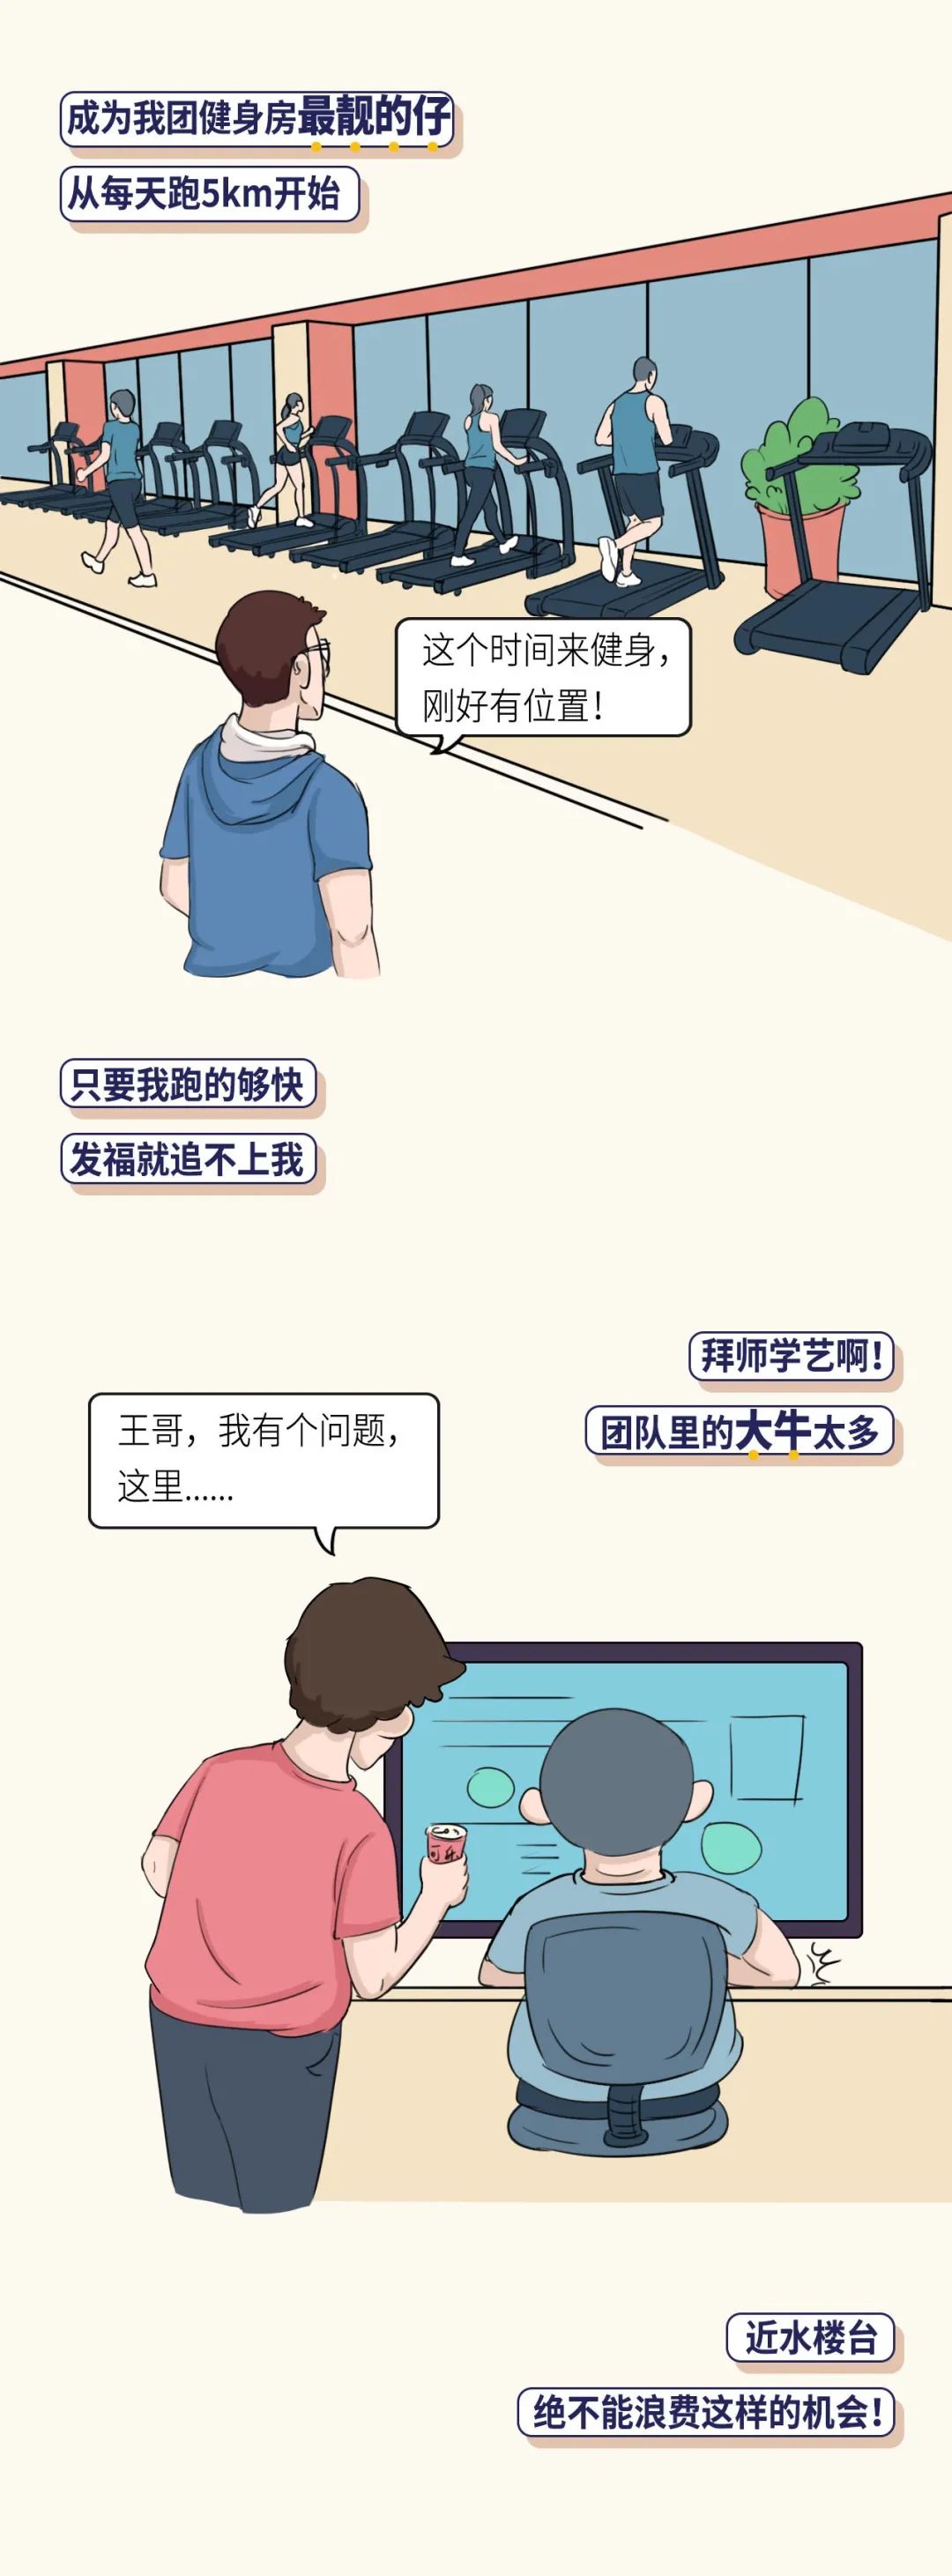 成为我团健身房最靓的仔
从每天跑5km开始
这个时间来健身，
刚好有位置！
只要我跑的够快
发福就追不上我
拜师学艺啊！
团队里的大牛太多
王哥，我有个问题，
这里……
可乐
近水楼台
绝不能浪费这样的机会！